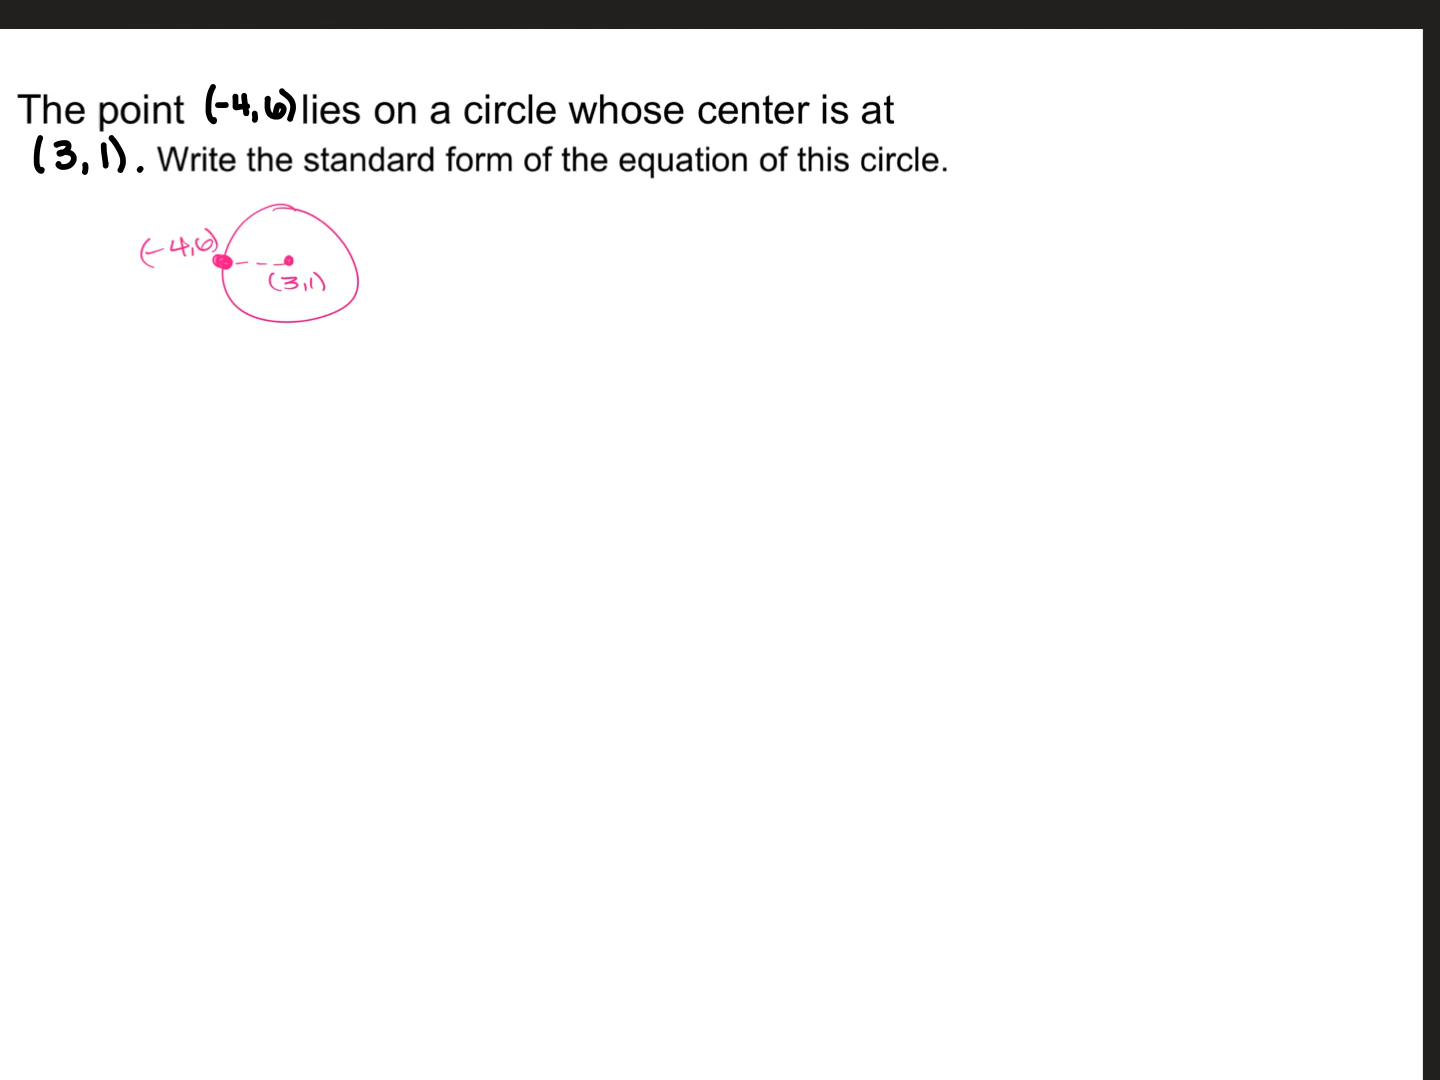 The point (-4,6) lies on a circle whose center is at
(3,1). Write the standard form of the equation of this circle.
(-4,6)
(3,1)